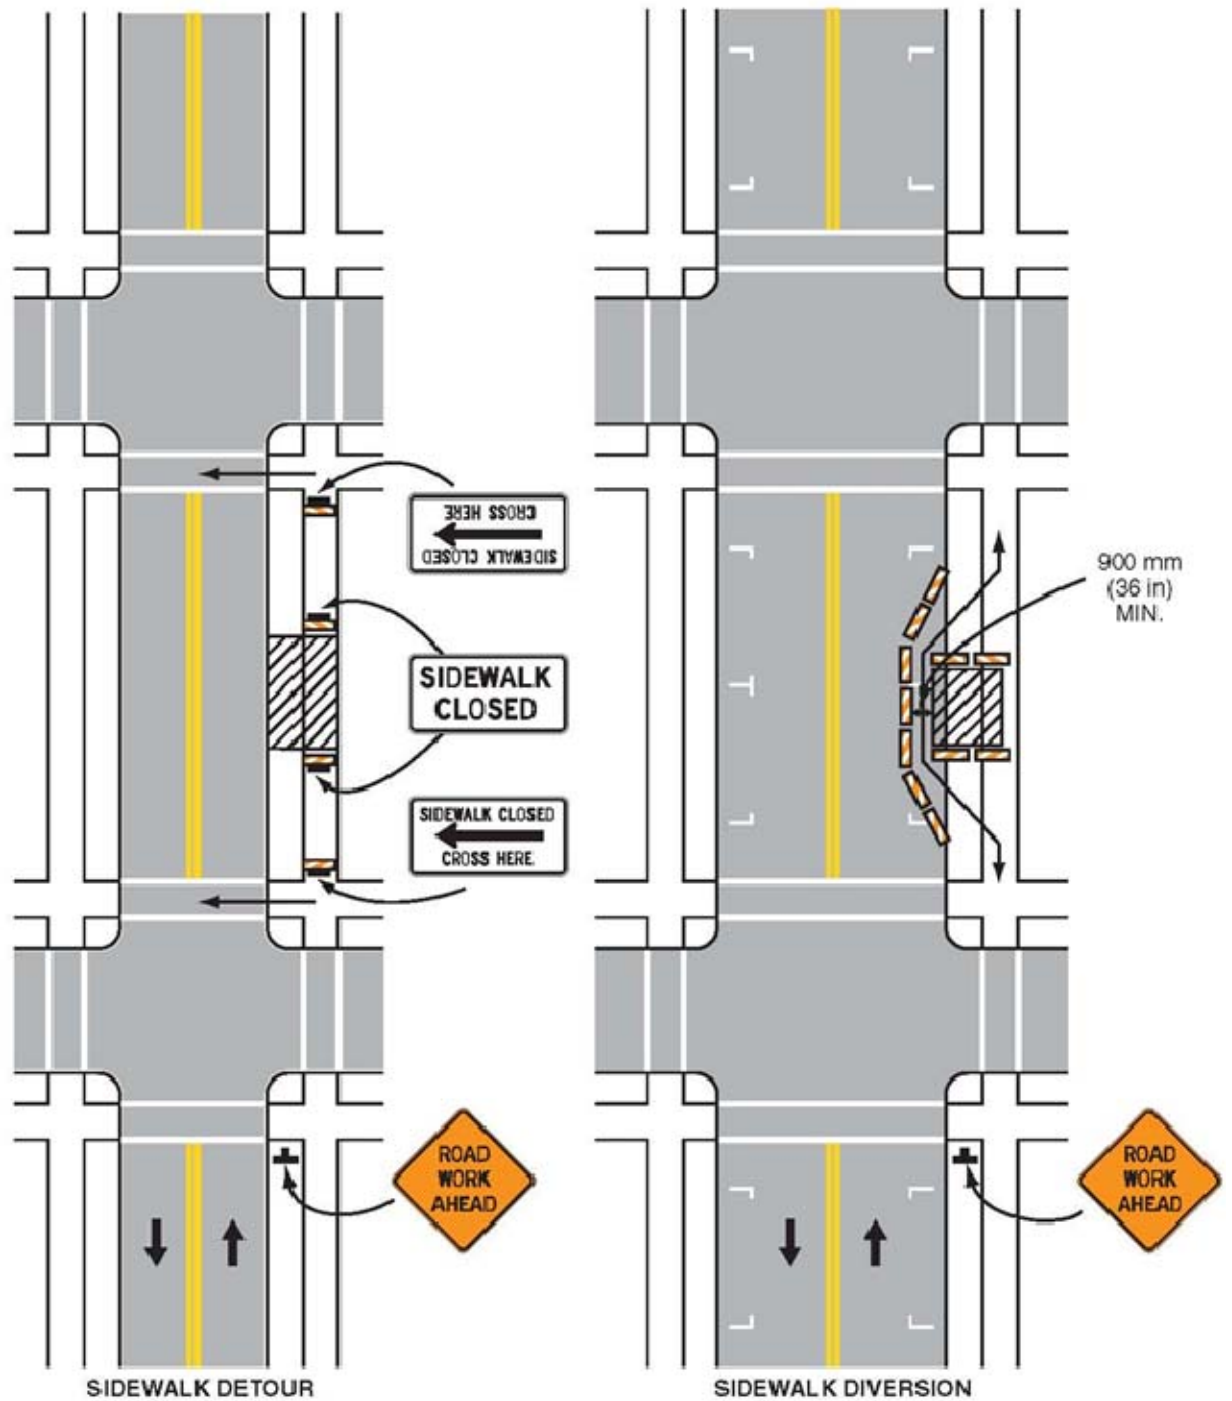 CROSS HERE
SIDEWALK CLOSED
900 mm
(36 in)
MIN.
SIDEWALK
CLOSED
SIDEWALK CLOSED
CROSS HERE.
ROAD
WORK
AHEAD
ROAD
WORK
AHEAD
SIDEWALK DETOUR
SIDEWALK DIVERSION